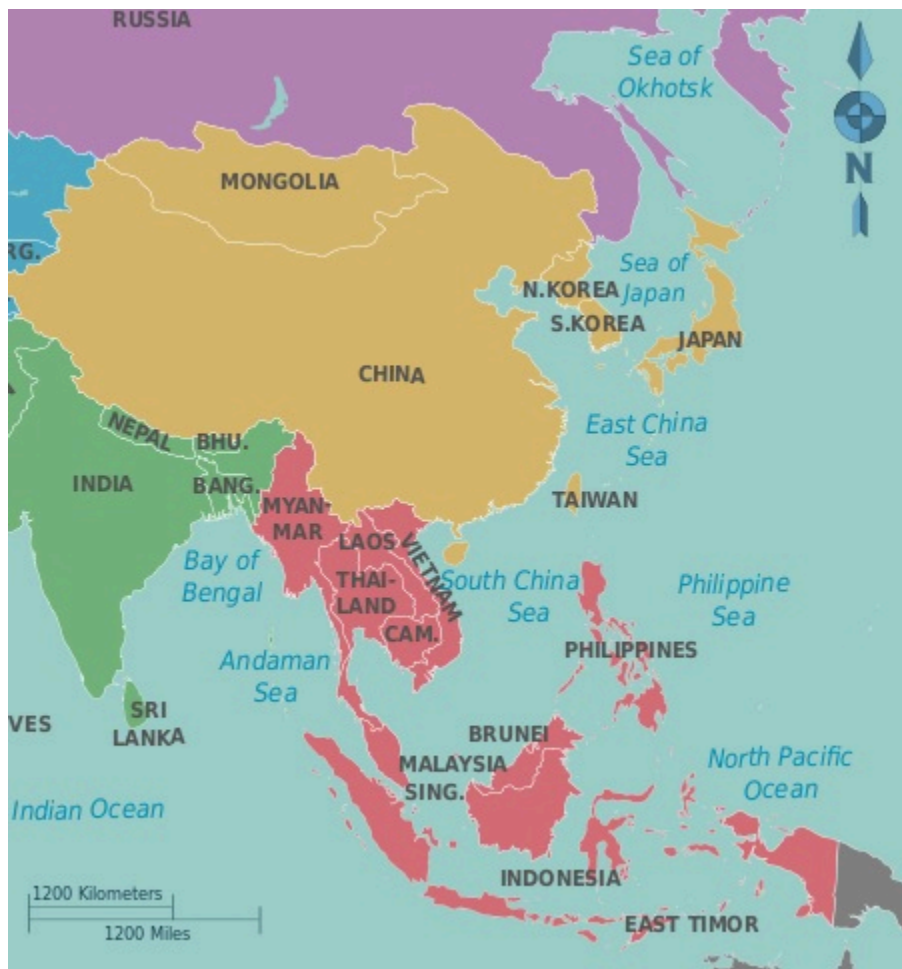 RUSSIA
Sea of
Okhotsk
N
MONGOLIA
RG.
Sea of
Japan
N.KOREA
S.KOREA
JAPAN
CHINA
East China
Sea
NEPAL
BHU.
INDIA
BANG.
TAIWAN
MYAN-
MAR
LAOS
VIETNAM
Bay of
Bengal
THAI-
LAND
South China
Sea
Philippine
Sea
CAM.
PHILIPPINES
Andaman
Sea
SRI
LANKA
VES
BRUNEI
MALAYSIA
SING.
North Pacific
Ocean
Indian Ocean
INDONESIA
1200 Kilometers
1200 Miles
EAST TIMOR